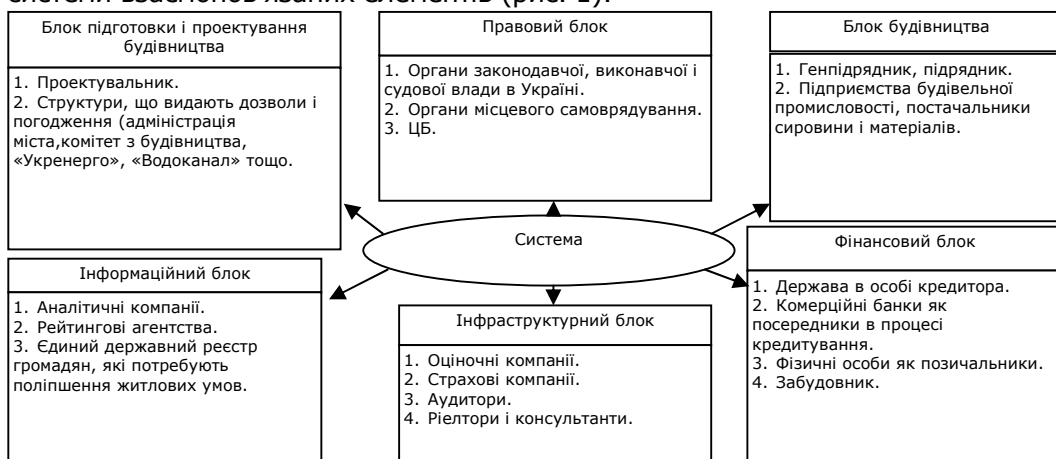 системи взаємопов'язаних елементів (рис. 1).
Блок підготовки і проектування
будівництва
1. Проектувальник.
2. Структури, що видають дозволи і
погодження (адміністрація
міста,комітет з будівництва,
«Укренерго», «Водоканал» тощо.
Правовий блок
1. Органи законодавчої, виконавчої і
судової влади в Україні.
2. Органи місцевого самоврядування.
3. ЦБ.
Блок будівництва
1. Генпідрядник, підрядник.
2. Підприємства будівельної
промисловості, постачальники
сировини і матеріалів.
Система
Інформаційний блок
1. Аналітичні компанії.
2. Рейтингові агентства.
3. Єдиний державний реєстр
громадян, які потребують
поліпшення житлових умов.
Інфраструктурний блок
1. Оціночні компанії.
2. Страхові компанії.
3. Аудитори.
4. Ріелтори і консультанти.
Фінансовий блок
1. Держава в особі кредитора.
2. Комерційні банки як
посередники в процесі
кредитування.
3. Фізичні особи як позичальники.
4. Забудовник.